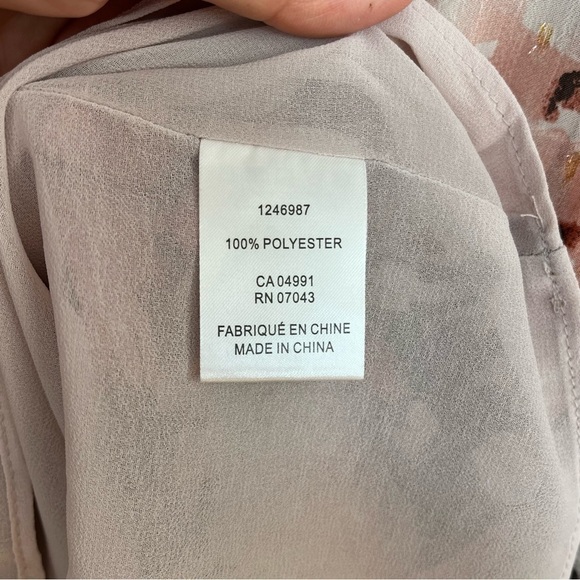 1246987
100% POLYESTER
CA 04991
RN 07043
FABRIQUÉ EN CHINE
MADE IN CHINA